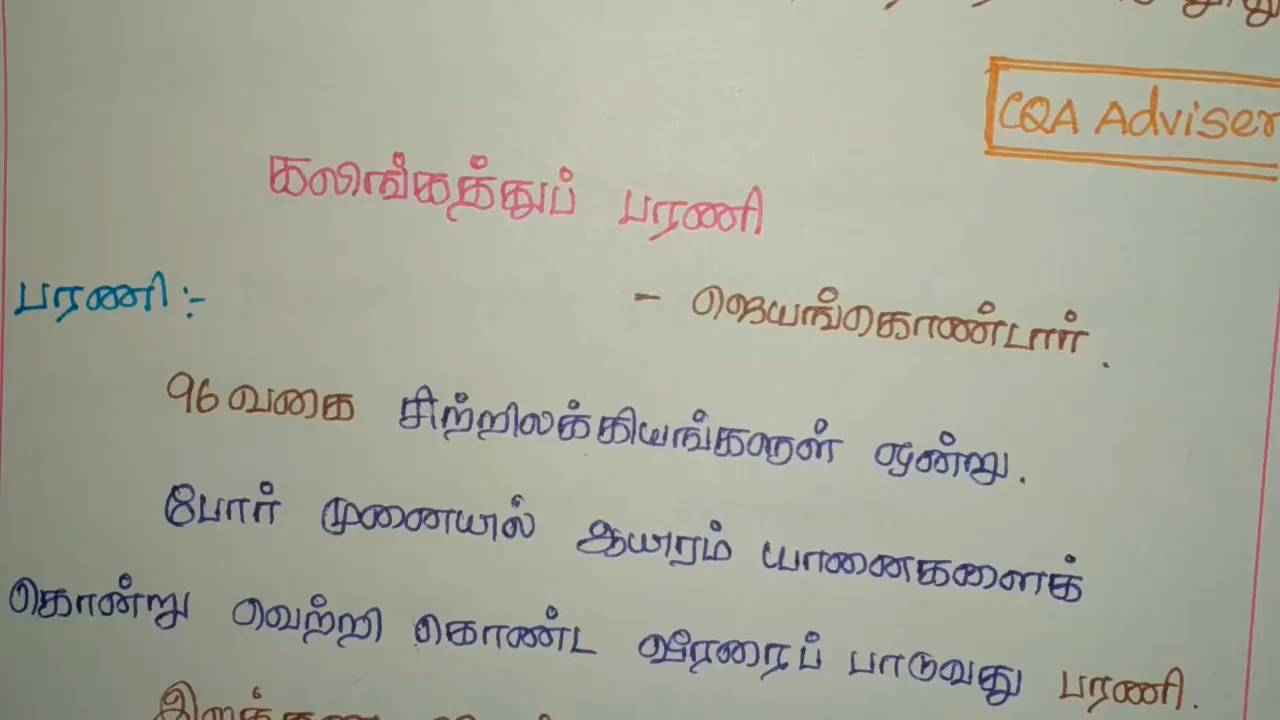 CQA Adviser
கலிங்கத்துப் பரணி
பரணி :- - ஜெயங்கொண்டார்.
96 வகை சிற்றிலக்கியங்களுள் ஒன்று.
போர் முனையில் ஆயிரம் யானைகளைக்
கொன்று வெற்றி கொண்ட வீரரைப் பாடுவது பரணி.